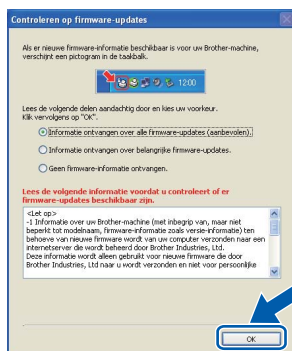 Controleren op firmware-updates
Als er nieuwe firmware-informatie beschikbaar is voor uw Brother-machine,
verschijnt een pictogram in de taakbalk.
12:00
Lees de volgende delen aandachtig door en kies uw voorkeur.
Klik vervolgens op "OK".
Informatie ontvangen over alle firmware-updates (aanbevolen).
Informatie ontvangen over belangrijke firmware-updates.
Geen firmware-informatie ontvangen.
Lees de volgende informatie voordat u controleert of er
firmware-updates beschikbaar zijn.
<Let op>
-1 Informatie over uw Brother-machine (met inbegrip van, maar niet
beperkt tot modelnaam, firmware-informatie zoals versie-informatie) ten
behoeve van nieuwe firmware wordt van uw computer verzonden naar een
internetserver die wordt beheerd door Brother Industries, Ltd.
Deze informatie wordt alleen gebruikt voor nieuwe firmware die door
Brother Industries, Ltd naar u wordt verzonden en niet voor persoonlijke
OK